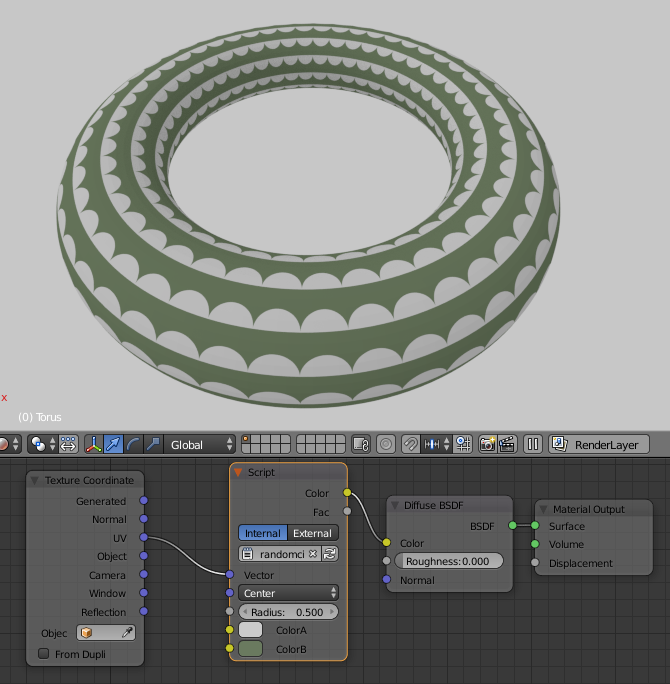 x
(0) Torus
Global
RenderLayer
Texture Coordinate
Generated
Normal
UV
Object
Camera
Window
Reflection
Objec
From Dupli
Script
Color
Fac
Internal External
randomci
Vector
Center
Radius: 0.500
ColorA
ColorB
Diffuse BSDF
BSDF
Color
Roughness:0.000
Normal
Material Output
Surface
Volume
Displacement